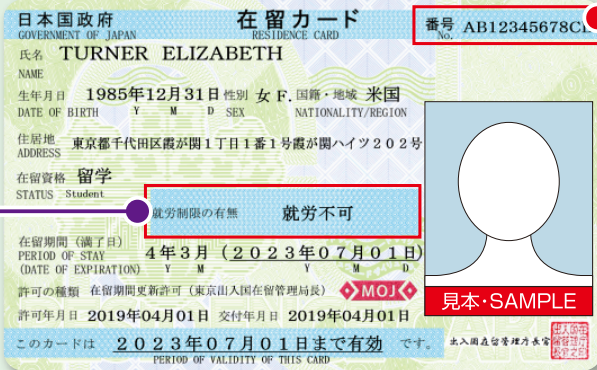 日本国政府 在留カード 番号 AB12345678C
GOVERNMENT OF JAPAN RESIDENCE CARD No.
氏名 TURNER ELIZABETH
NAME
生年月日 1985年12月31日 性別 女 F. 国籍・地域 米国
DATE OF BIRTH Y M D SEX NATIONALITY/REGION
住居地 東京都千代田区霞が関1丁目1番1号霞が関ハイツ202号
ADDRESS
在留資格 留学
STATUS Student
就労制限の有無 就労不可
在留期間(満了日) 4年3月(2023年07月01日)
PERIOD OF STAY
(DATE OF EXPIRATION) Y M Y M D
許可の種類 在留期間更新許可(東京出入国在留管理局長) MOJ
見本・SAMPLE
許可年月日 2019年04月01日 交付年月日 2019年04月01日
このカードは 2023年07月01日まで有効 です。 出入国在留管理庁長官
PERIOD OF VALIDITY OF THIS CARD